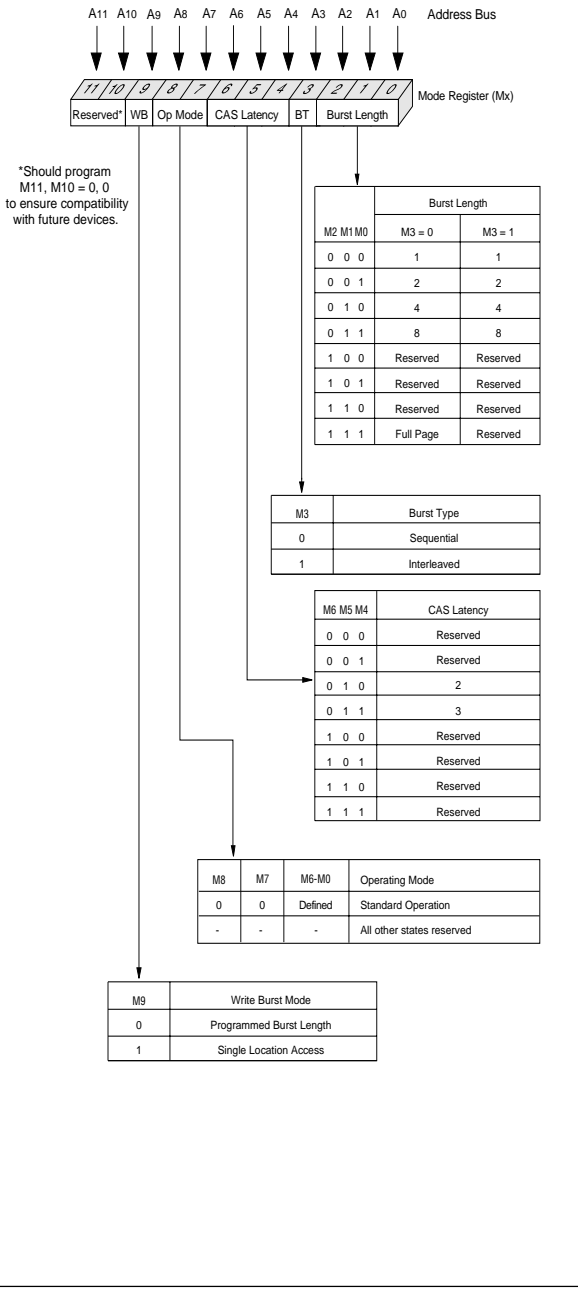 A11 A10 A9 A8 A7 A6 A5 A4 A3 A2 A1 A0 Address Bus
11 10 9 8 7 6 5 4 3 2 1 0
Mode Register (Mx)
Reserved* WB Op Mode CAS Latency BT Burst Length
*Should program
M11, M10 = 0, 0
to ensure compatibility
with future devices.
Burst Length
M2 M1 M0 M3 = 0 M3 = 1
0 0 0 1 1
0 0 1 2 2
0 1 0 4 4
0 1 1 8 8
1 0 0 Reserved Reserved
1 0 1 Reserved Reserved
1 1 0 Reserved Reserved
1 1 1 Full Page Reserved
M3 Burst Type
0 Sequential
1 Interleaved
M6 M5 M4 CAS Latency
0 0 0 Reserved
0 0 1 Reserved
0 1 0 2
0 1 1 3
1 0 0 Reserved
1 0 1 Reserved
1 1 0 Reserved
1 1 1 Reserved
M8 M7 M6-M0 Operating Mode
0 0 Defined Standard Operation
- - - All other states reserved
M9 Write Burst Mode
0 Programmed Burst Length
1 Single Location Access